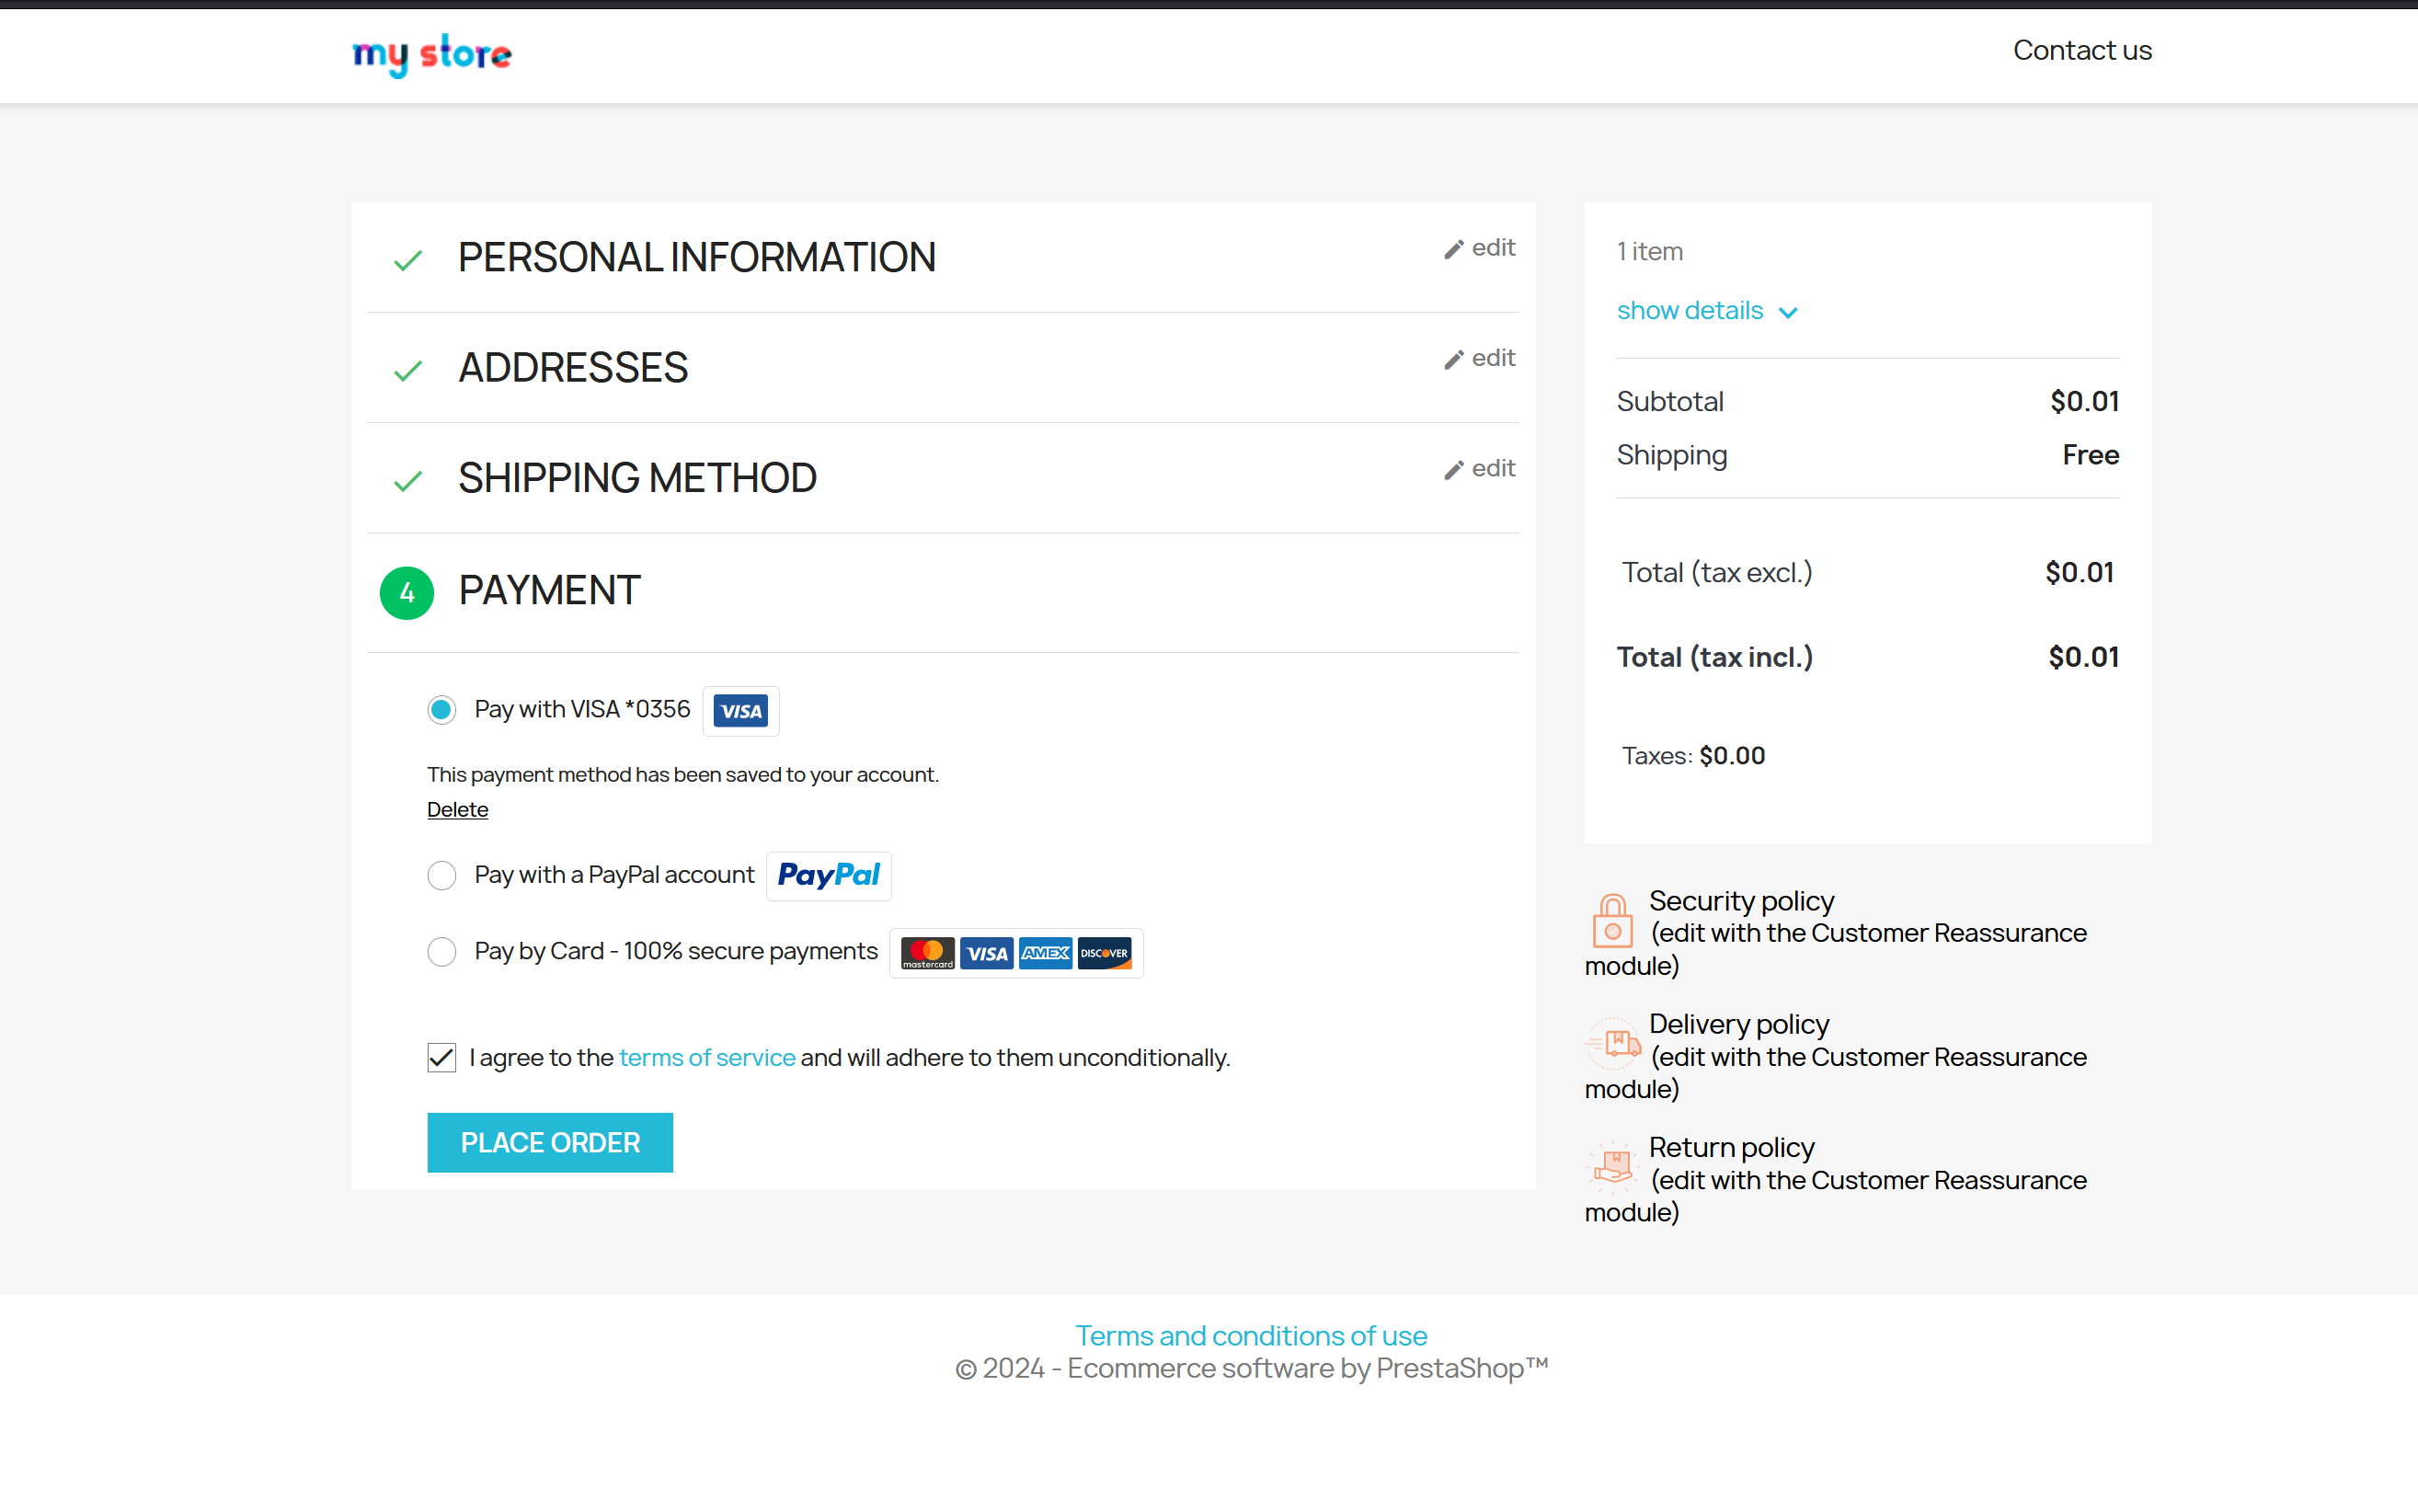 my store
Contact us
PERSONAL INFORMATION
edit
ADDRESSES
edit
SHIPPING METHOD
edit
4 PAYMENT
Pay with VISA *0356 VISA
This payment method has been saved to your account.
Delete
Pay with a PayPal account PayPal
Pay by Card - 100% secure payments mastercard VISA AMEX DISCOVER
I agree to the terms of service and will adhere to them unconditionally.
PLACE ORDER
1 item
show details
Subtotal $0.01
Shipping Free
Total (tax excl.) $0.01
Total (tax incl.) $0.01
Taxes: $0.00
Security policy
(edit with the Customer Reassurance
module)
Delivery policy
(edit with the Customer Reassurance
module)
Return policy
(edit with the Customer Reassurance
module)
Terms and conditions of use
© 2024 - Ecommerce software by PrestaShop™